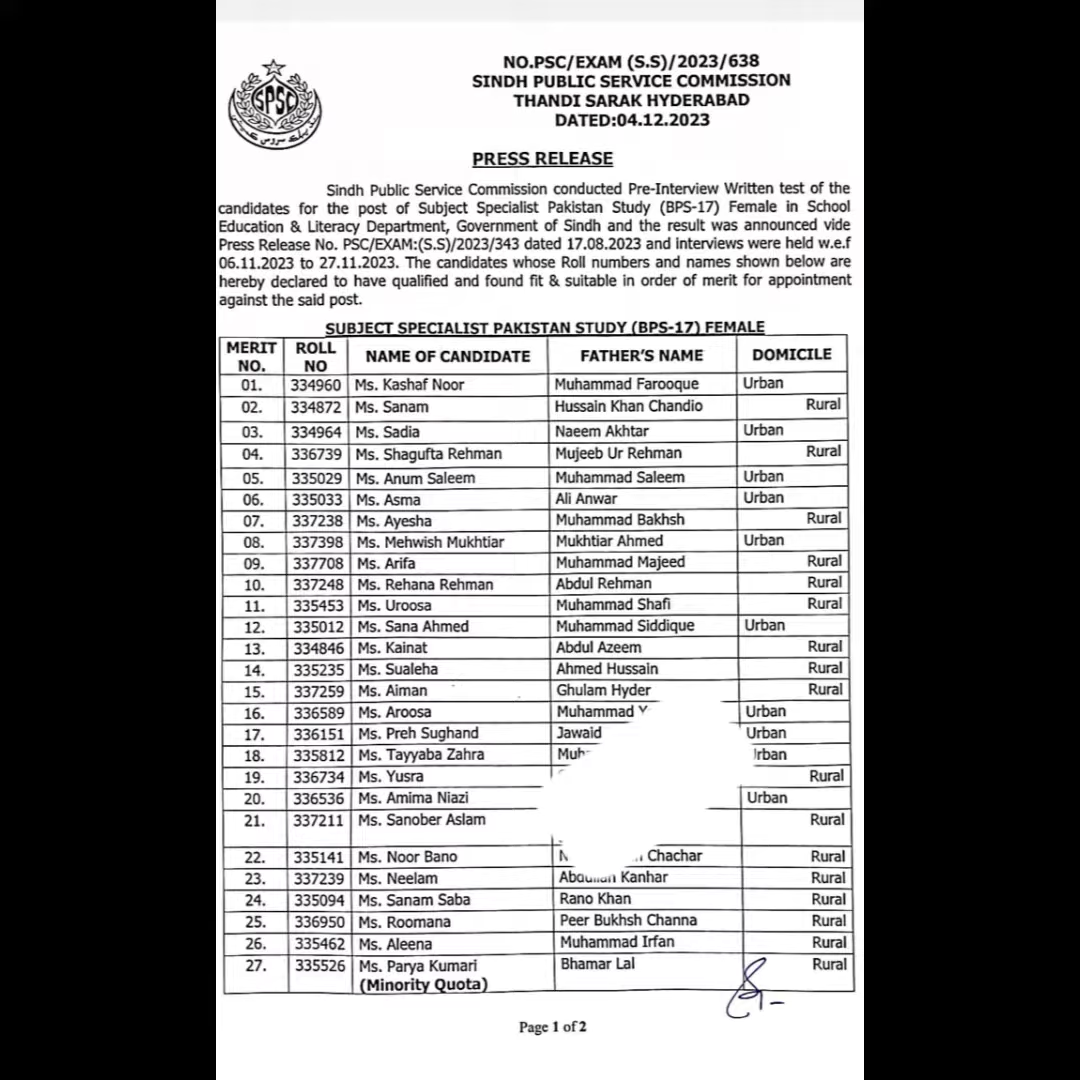 SPSC
NO.PSC/EXAM (S.S)/2023/638
SINDH PUBLIC SERVICE COMMISSION
THANDI SARAK HYDERABAD
DATED:04.12.2023
PRESS RELEASE
Sindh Public Service Commission conducted Pre-Interview Written test of the
candidates for the post of Subject Specialist Pakistan Study (BPS-17) Female in School
Education & Literacy Department, Government of Sindh and the result was announced vide
Press Release No. PSC/EXAM:(S.S)/2023/343 dated 17.08.2023 and interviews were held w.e.f
06.11.2023 to 27.11.2023. The candidates whose Roll numbers and names shown below are
hereby declared to have qualified and found fit & suitable in order of merit for appointment
against the said post.
SUBJECT SPECIALIST PAKISTAN STUDY (BPS-17) FEMALE
MERIT NO. ROLL NO NAME OF CANDIDATE FATHER'S NAME DOMICILE
01. 334960 Ms. Kashaf Noor Muhammad Farooque Urban
02. 334872 Ms. Sanam Hussain Khan Chandio Rural
03. 334964 Ms. Sadia Naeem Akhtar Urban
04. 336739 Ms. Shagufta Rehman Mujeeb Ur Rehman Rural
05. 335029 Ms. Anum Saleem Muhammad Saleem Urban
06. 335033 Ms. Asma Ali Anwar Urban
07. 337238 Ms. Ayesha Muhammad Bakhsh Rural
08. 337398 Ms. Mehwish Mukhtiar Mukhtiar Ahmed Urban
09. 337708 Ms. Arifa Muhammad Majeed Rural
10. 337248 Ms. Rehana Rehman Abdul Rehman Rural
11. 335453 Ms. Uroosa Muhammad Shafi Rural
12. 335012 Ms. Sana Ahmed Muhammad Siddique Urban
13. 334846 Ms. Kainat Abdul Azeem Rural
14. 335235 Ms. Sualeha Ahmed Hussain Rural
15. 337259 Ms. Aiman Ghulam Hyder Rural
16. 336589 Ms. Aroosa Muhammad Urban
17. 336151 Ms. Preh Sughand Jawaid Urban
18. 335812 Ms. Tayyaba Zahra
19. 336734 Ms. Yusra Rural
20. 336536 Ms. Amima Niazi Urban
21. 337211 Ms. Sanober Aslam Rural
22. 335141 Ms. Noor Bano Chachar Rural
23. 337239 Ms. Neelam Kanhar Rural
24. 335094 Ms. Sanam Saba Rano Khan Rural
25. 336950 Ms. Roomana Peer Bukhsh Channa Rural
26. 335462 Ms. Aleena Muhammad Irfan Rural
27. 335526 Ms. Parya Kumari Bhamar Lal Rural
(Minority Quota)
Page 1 of 2